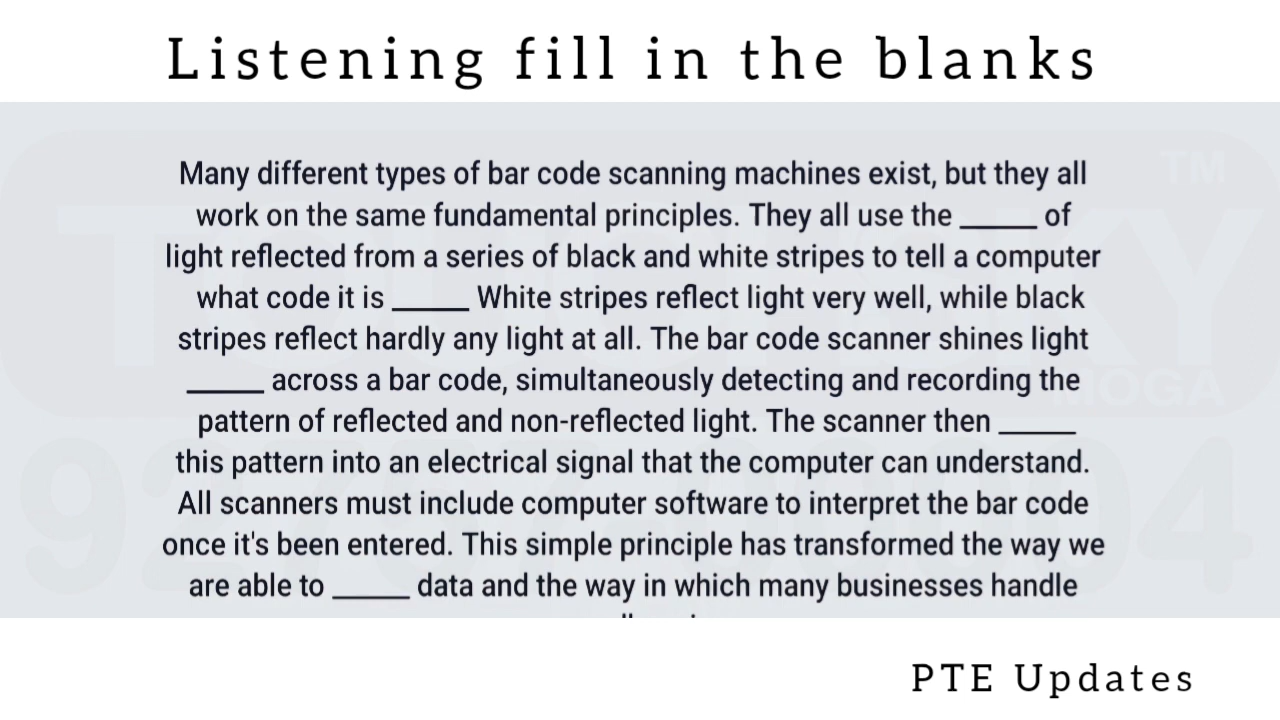 Listening fill in the blanks
Many different types of bar code scanning machines exist, but they all
work on the same fundamental principles. They all use the _____ of
light reflected from a series of black and white stripes to tell a computer
what code it is _____ White stripes reflect light very well, while black
stripes reflect hardly any light at all. The bar code scanner shines light
_____ across a bar code, simultaneously detecting and recording the
pattern of reflected and non-reflected light. The scanner then _____
this pattern into an electrical signal that the computer can understand.
All scanners must include computer software to interpret the bar code
once it's been entered. This simple principle has transformed the way we
are able to _____ data and the way in which many businesses handle
TM
MOGA
PTE Updates